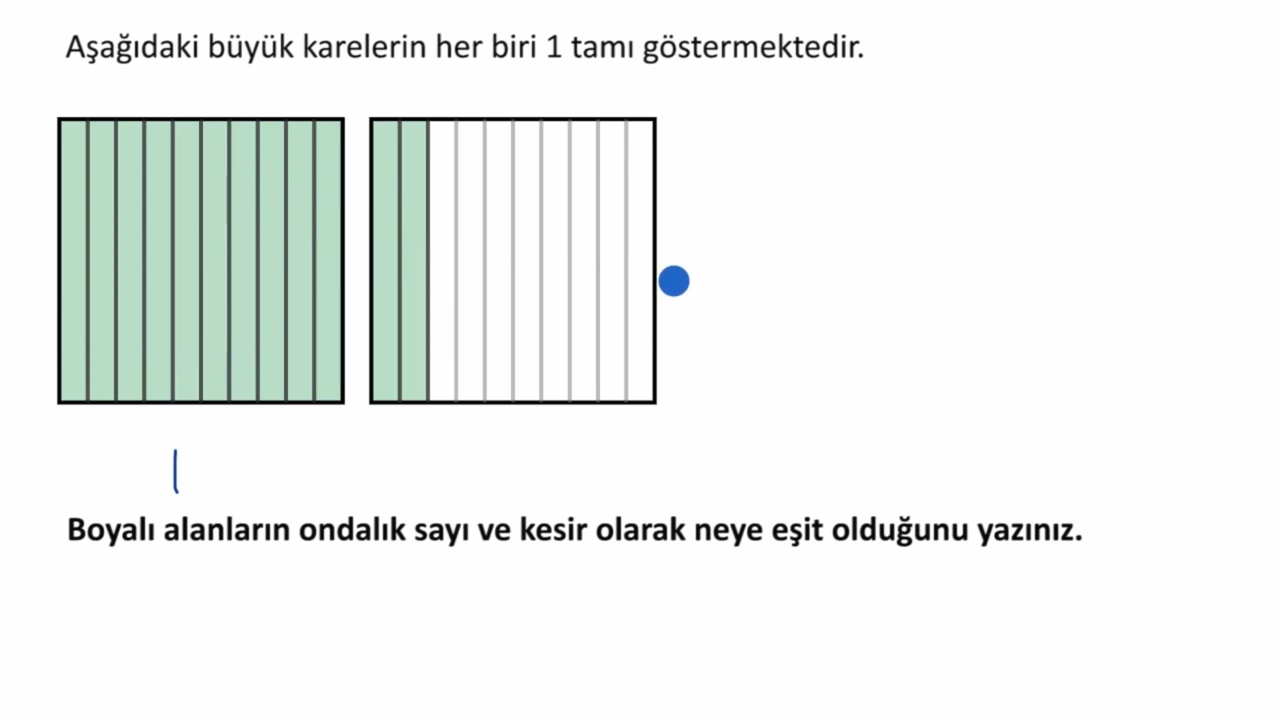 Aşağıdaki büyük karelerin her biri 1 tamı göstermektedir.
1
Boyalı alanların ondalık sayı ve kesir olarak neye eşit olduğunu yazınız.